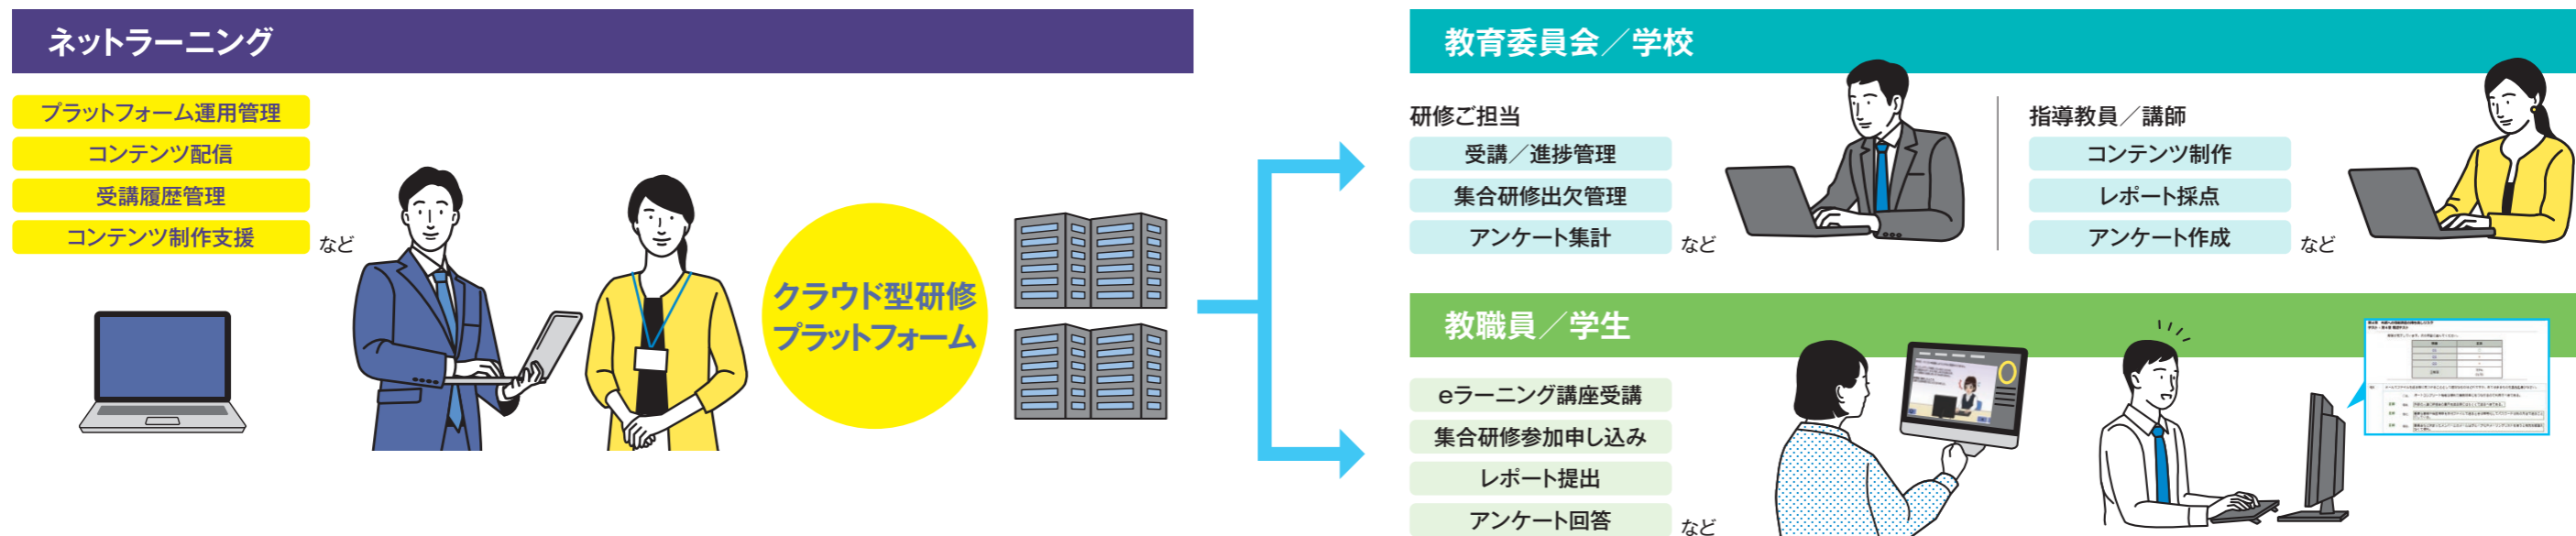 ネットラーニング
プラットフォーム運用管理
コンテンツ配信
受講履歴管理
コンテンツ制作支援
など
クラウド型研修
プラットフォーム
教育委員会／学校
研修ご担当
受講／進捗管理
集合研修出欠管理
アンケート集計
など
指導教員／講師
コンテンツ制作
レポート採点
アンケート作成
など
教職員／学生
eラーニング講座受講
集合研修参加申し込み
レポート提出
アンケート回答
など